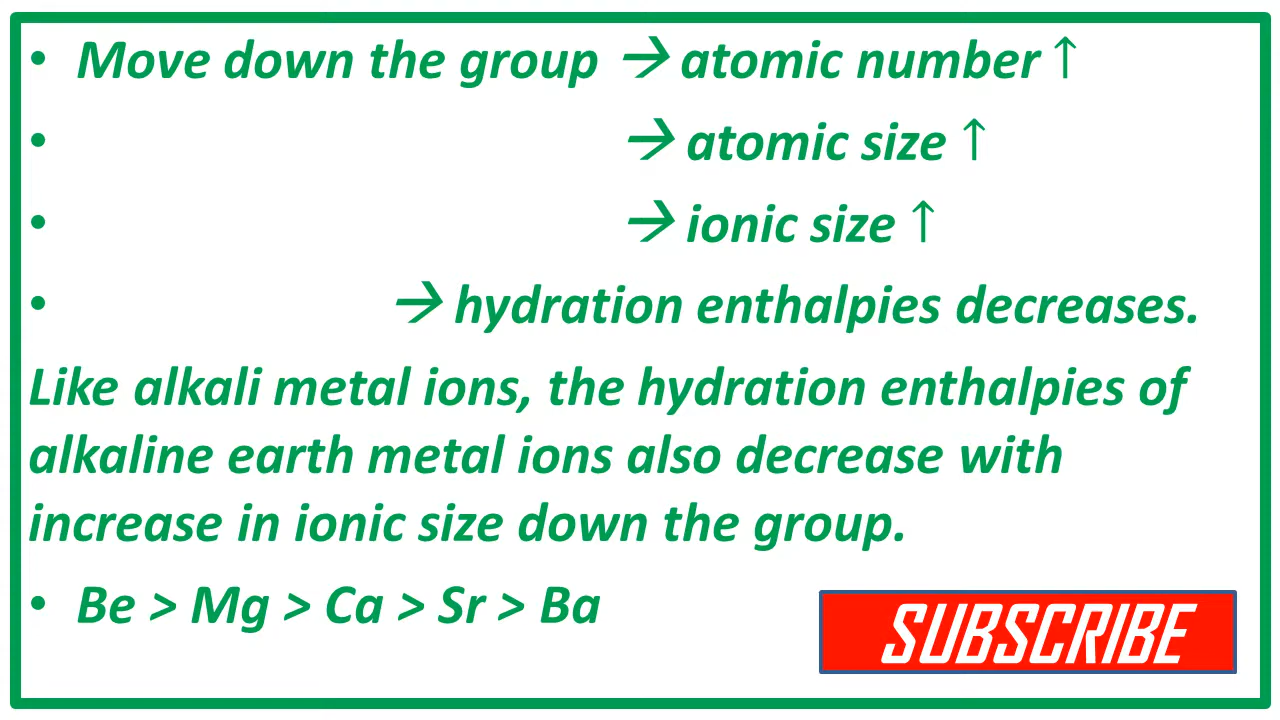 • Move down the group → atomic number ↑
• → atomic size ↑
• → ionic size ↑
• → hydration enthalpies decreases.
Like alkali metal ions, the hydration enthalpies of
alkaline earth metal ions also decrease with
increase in ionic size down the group.
• Be > Mg > Ca > Sr > Ba
SUBSCRIBE